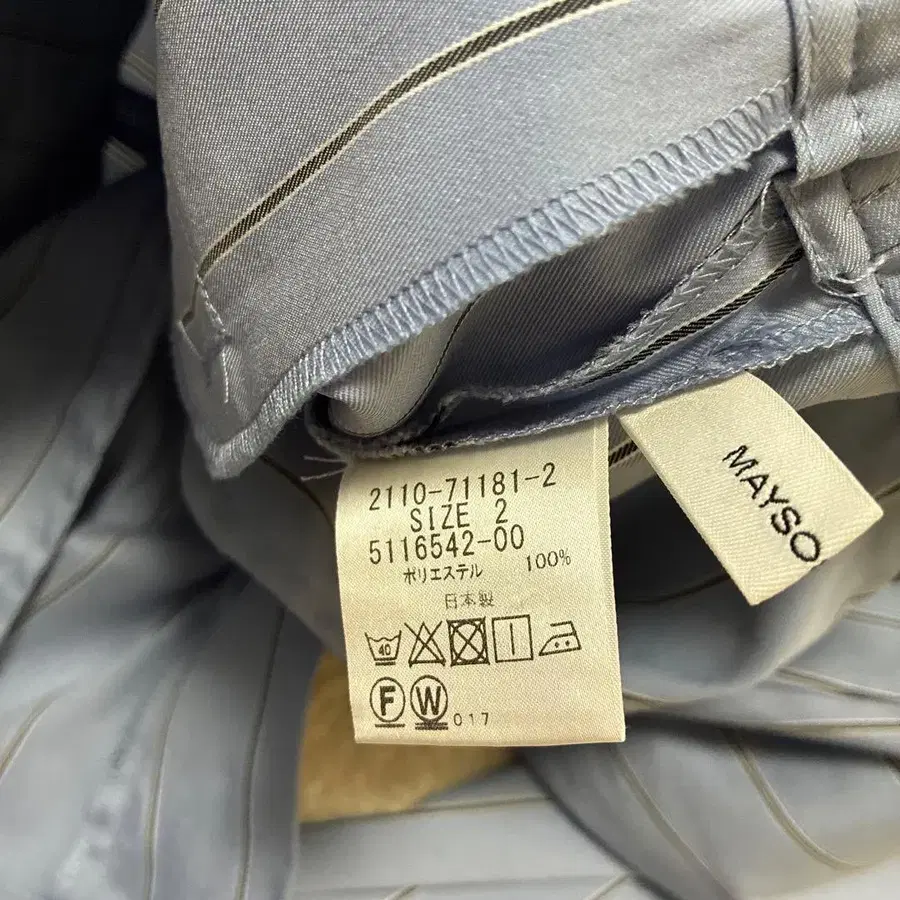 2110-71181-2
SIZE 2
5116542-00
ポリエステル 100%
日本製
40
F W 017
MAYSO